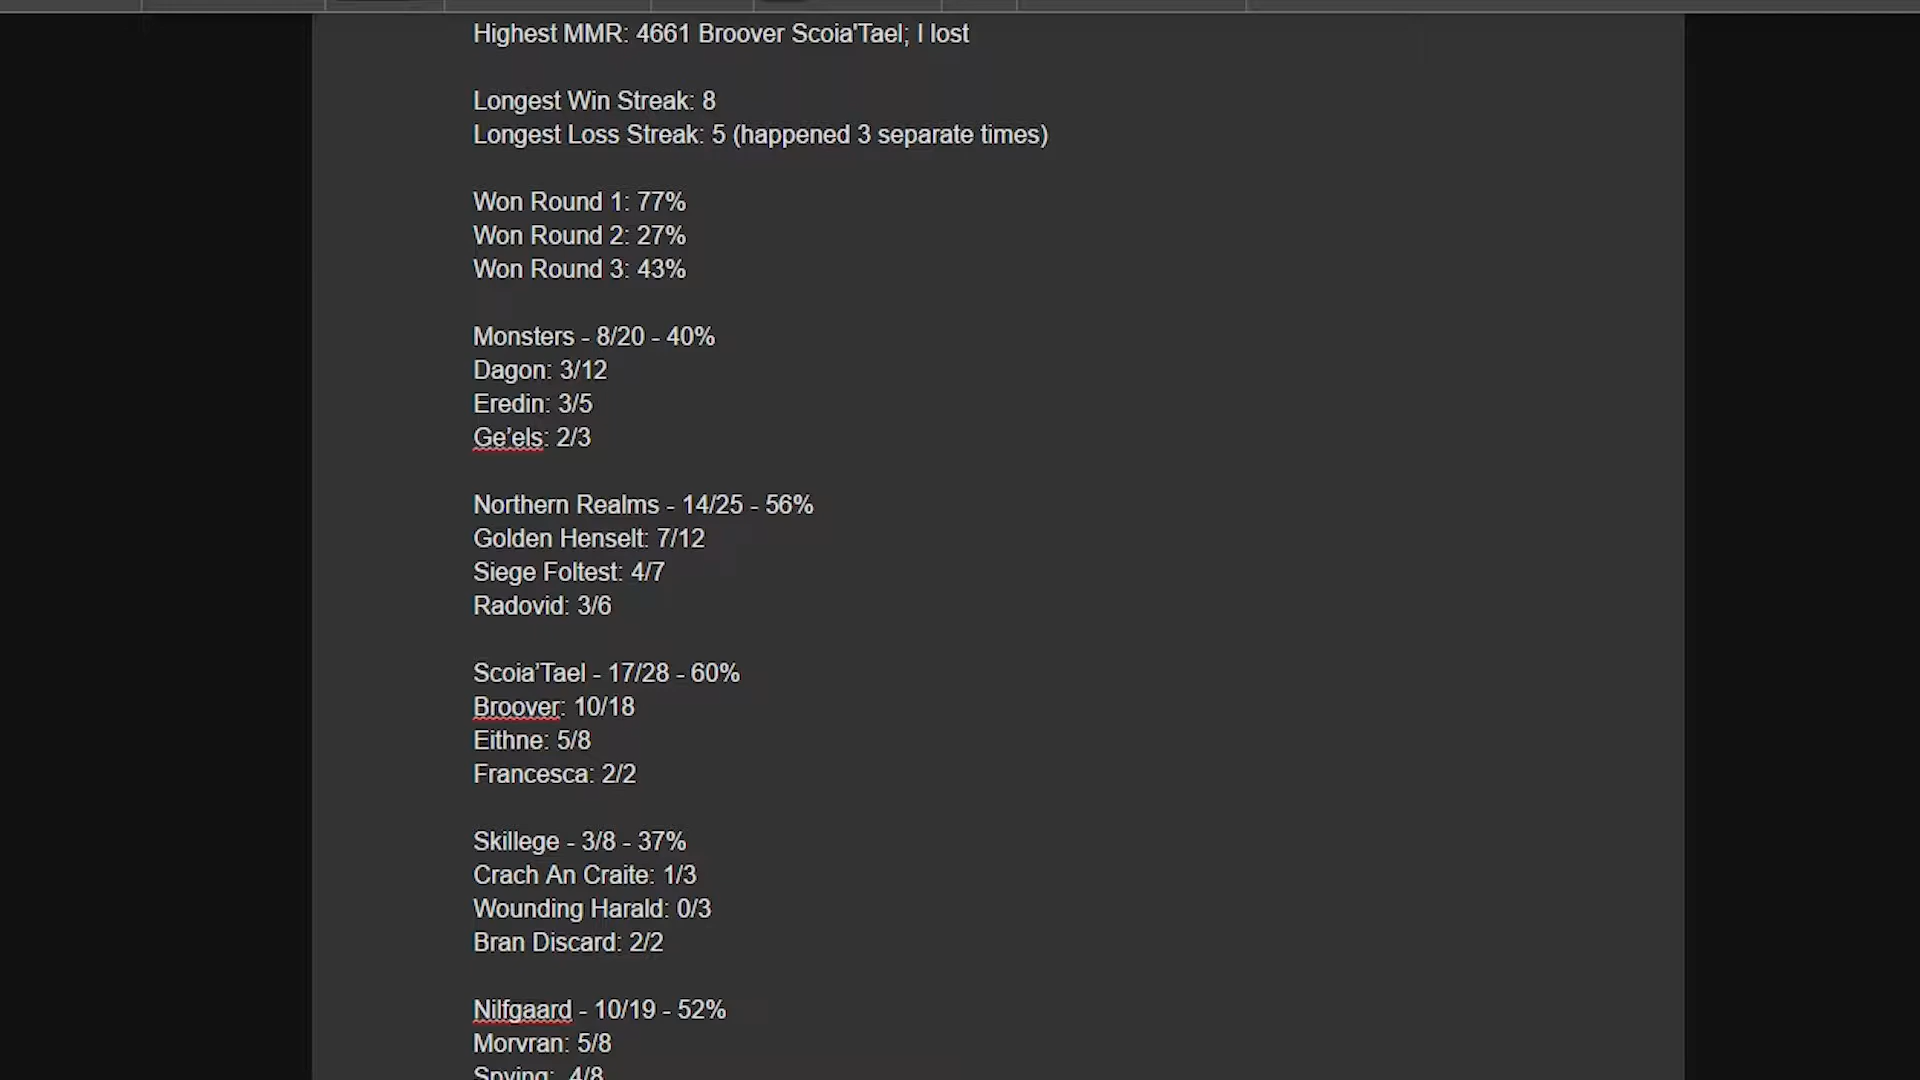 Highest MMR: 4661 Broover Scoia'Tael; I lost
Longest Win Streak: 8
Longest Loss Streak: 5 (happened 3 separate times)
Won Round 1: 77%
Won Round 2: 27%
Won Round 3: 43%
Monsters - 8/20 - 40%
Dagon: 3/12
Eredin: 3/5
Ge'els: 2/3
Northern Realms - 14/25 - 56%
Golden Henselt: 7/12
Siege Foltest: 4/7
Radovid: 3/6
Scoia'Tael - 17/28 - 60%
Broover: 10/18
Eithne: 5/8
Francesca: 2/2
Skillege - 3/8 - 37%
Crach An Craite: 1/3
Wounding Harald: 0/3
Bran Discard: 2/2
Nilfgaard - 10/19 - 52%
Morvran: 5/8
Spying: 4/8